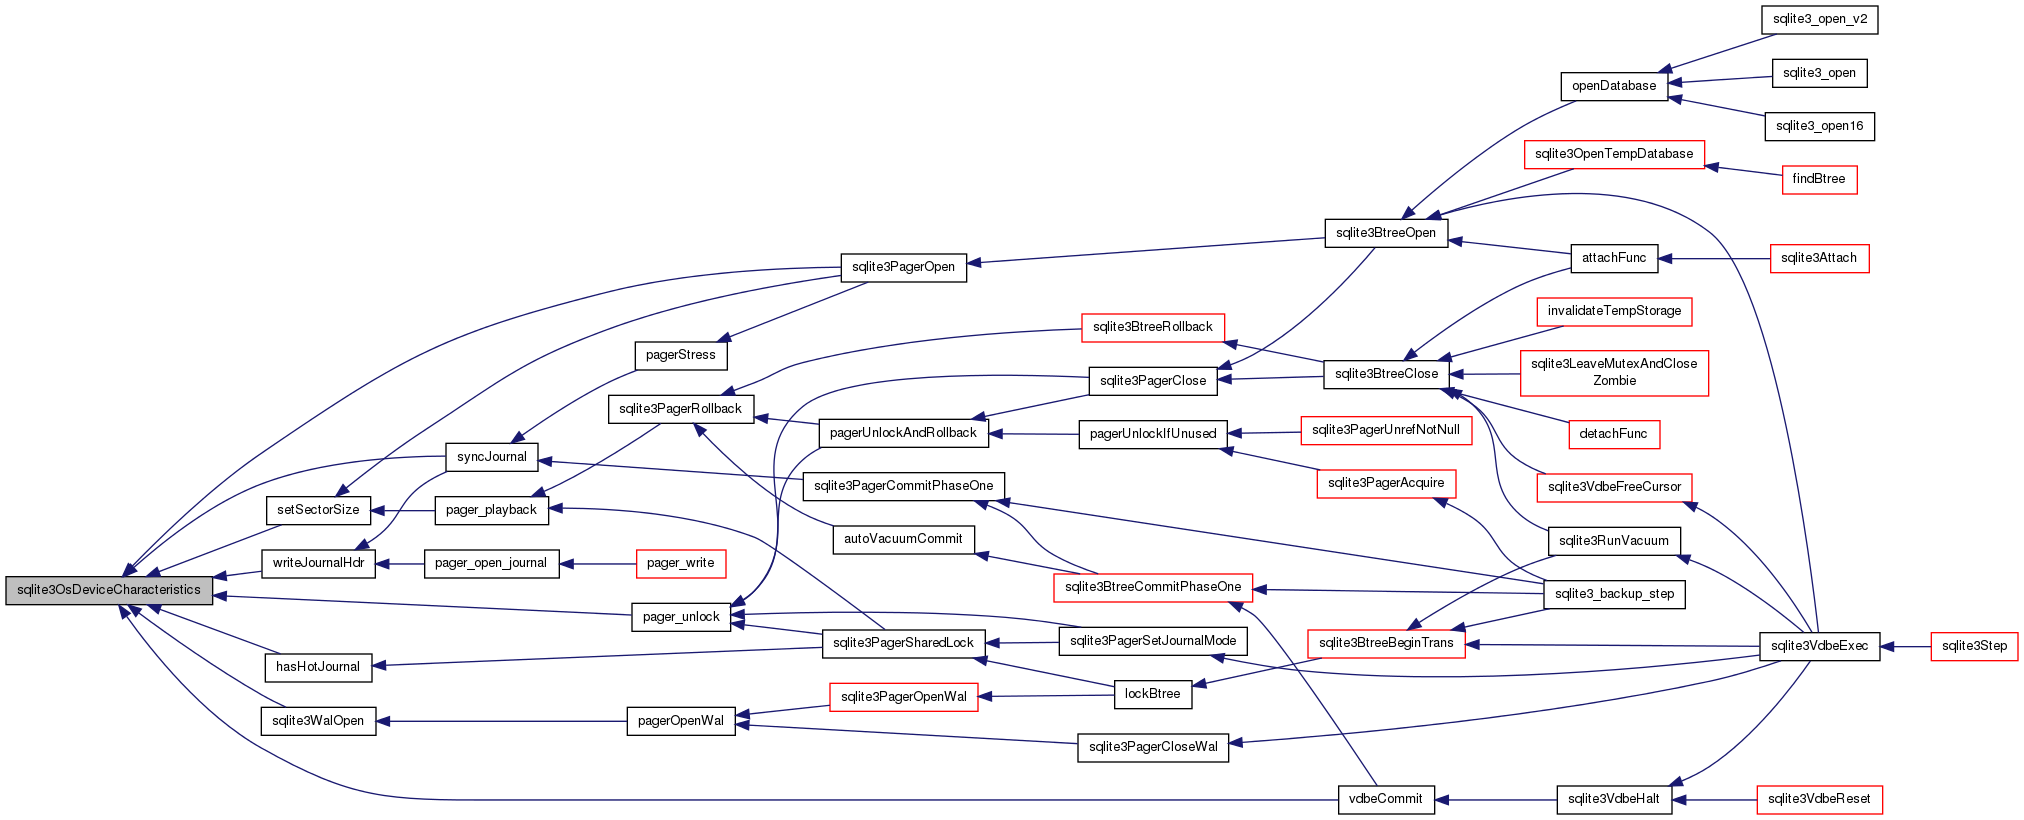 sqlite3_open_v2
sqlite3_open
openDatabase
sqlite3_open16
sqlite3OpenTempDatabase
findBtree
sqlite3BtreeOpen
attachFunc
sqlite3Attach
sqlite3PagerOpen
invalidateTempStorage
sqlite3BtreeRollback
pagerStress
sqlite3LeaveMutexAndClose
Zombie
sqlite3BtreeClose
sqlite3PagerClose
sqlite3PagerRollback
pagerUnlockAndRollback
pagerUnlockIfUnused
sqlite3PagerUnrefNotNull
detachFunc
syncJournal
sqlite3PagerCommitPhaseOne
sqlite3PagerAcquire
sqlite3VdbeFreeCursor
setSectorSize
pager_playback
autoVacuumCommit
sqlite3RunVacuum
writeJournalHdr
pager_open_journal
pager_write
sqlite3OsDeviceCharacteristics
sqlite3BtreeCommitPhaseOne
sqlite3_backup_step
pager_unlock
sqlite3PagerSharedLock
sqlite3PagerSetJournalMode
sqlite3BtreeBeginTrans
sqlite3VdbeExec
sqlite3Step
hasHotJournal
lockBtree
sqlite3PagerOpenWal
sqlite3WalOpen
pagerOpenWal
sqlite3PagerCloseWal
vdbeCommit
sqlite3VdbeHalt
sqlite3VdbeReset